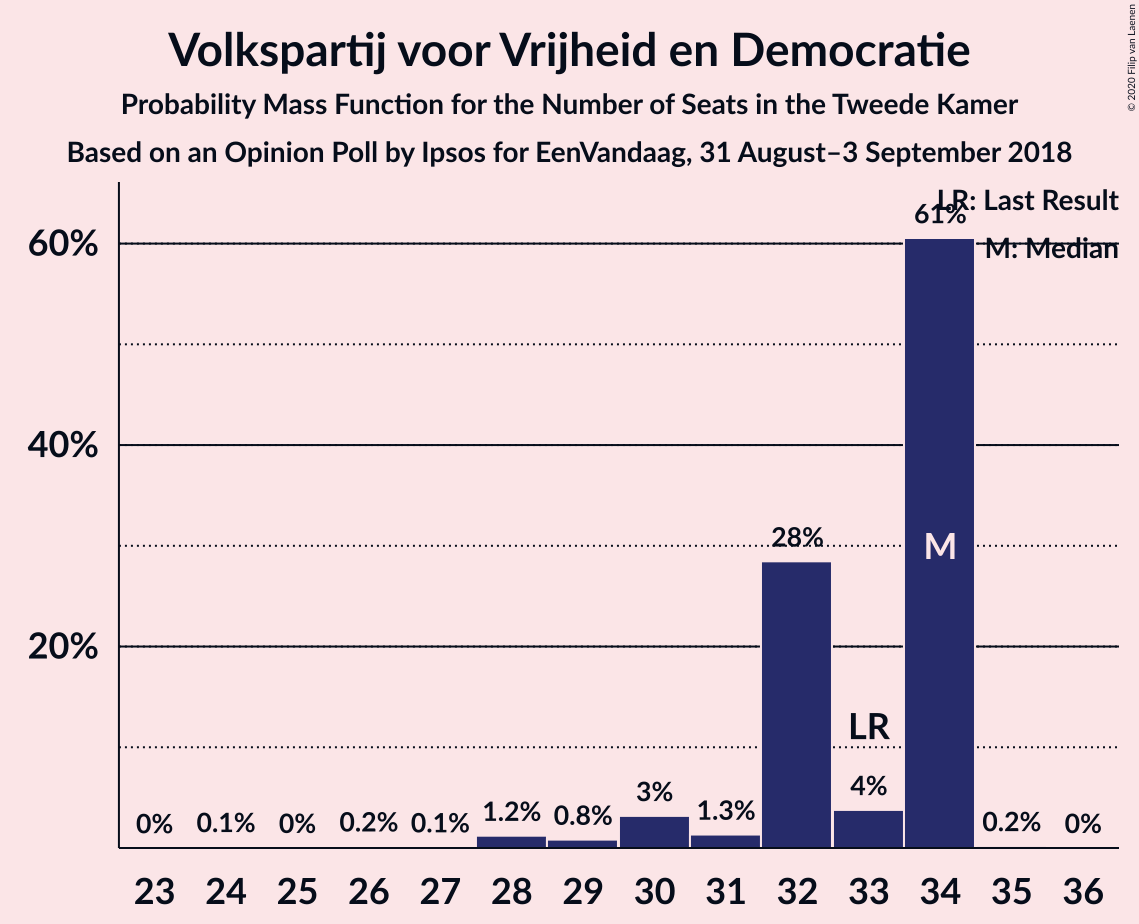 Volkspartij voor Vrijheid en Democratie
Probability Mass Function for the Number of Seats in the Tweede Kamer
Based on an Opinion Poll by Ipsos for EenVandaag, 31 August–3 September 2018
© 2020 Filip van Laenen
LR: Last Result
M: Median
60%
40%
20%
0%
0.1%
0%
0.2%
0.1%
1.2%
0.8%
3%
1.3%
28%
4%
61%
0.2%
0%
LR
M
23 24 25 26 27 28 29 30 31 32 33 34 35 36